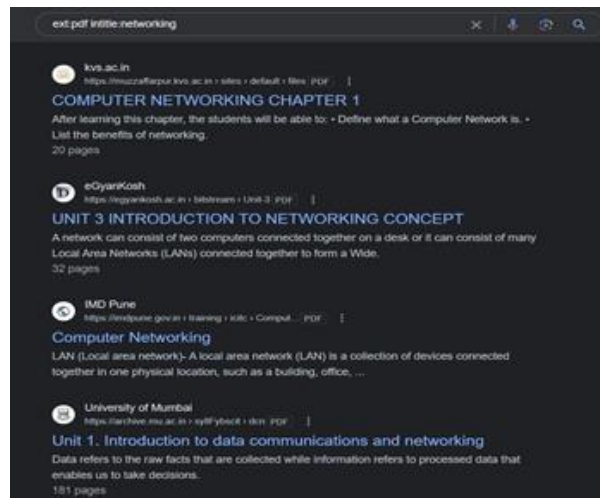 ext:pdf intitle:networking
kvs.ac.in
https://muzzaffarpur.kvs.ac.in › sites › default › files PDF
COMPUTER NETWORKING CHAPTER 1
After learning this chapter, the students will be able to: • Define what a Computer Network is. •
List the benefits of networking.
20 pages
eGyanKosh
https://egyankosh.ac.in › bitstream › Unit-3 PDF
UNIT 3 INTRODUCTION TO NETWORKING CONCEPT
A network can consist of two computers connected together on a desk or it can consist of many
Local Area Networks (LANs) connected together to form a Wide.
32 pages
IMD Pune
https://imdpune.gov.in › training › icitc › Comput... PDF
Computer Networking
LAN (Local area network)- A local area network (LAN) is a collection of devices connected
together in one physical location, such as a building, office, ...
University of Mumbai
https://archive.mu.ac.in › syllFybscit › dcn PDF
Unit 1. Introduction to data communications and networking
Data refers to the raw facts that are collected while information refers to processed data that
enables us to take decisions.
181 pages